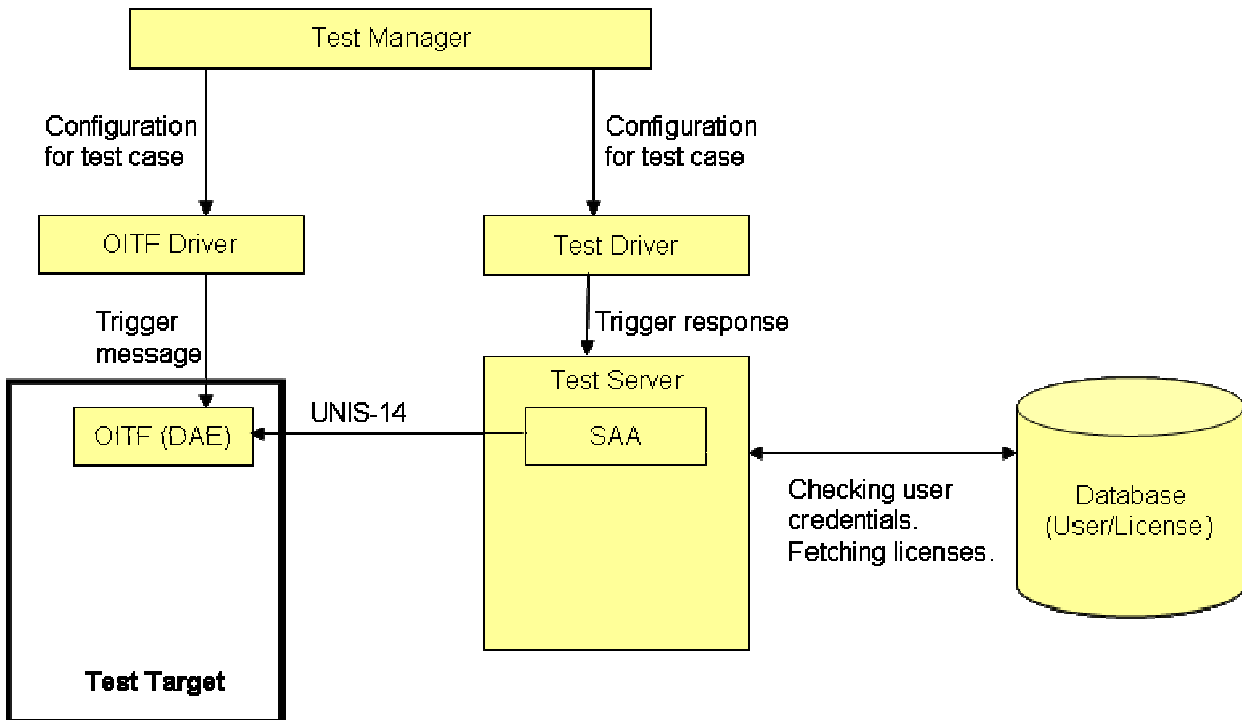 Test Manager
Configuration
for test case
Configuration
for test case
OITF Driver
Test Driver
Trigger
message
Trigger response
Test Server
OITF (DAE)
UNIS-14
SAA
Checking user
credentials.
Fetching licenses.
Database
(User/License)
Test Target